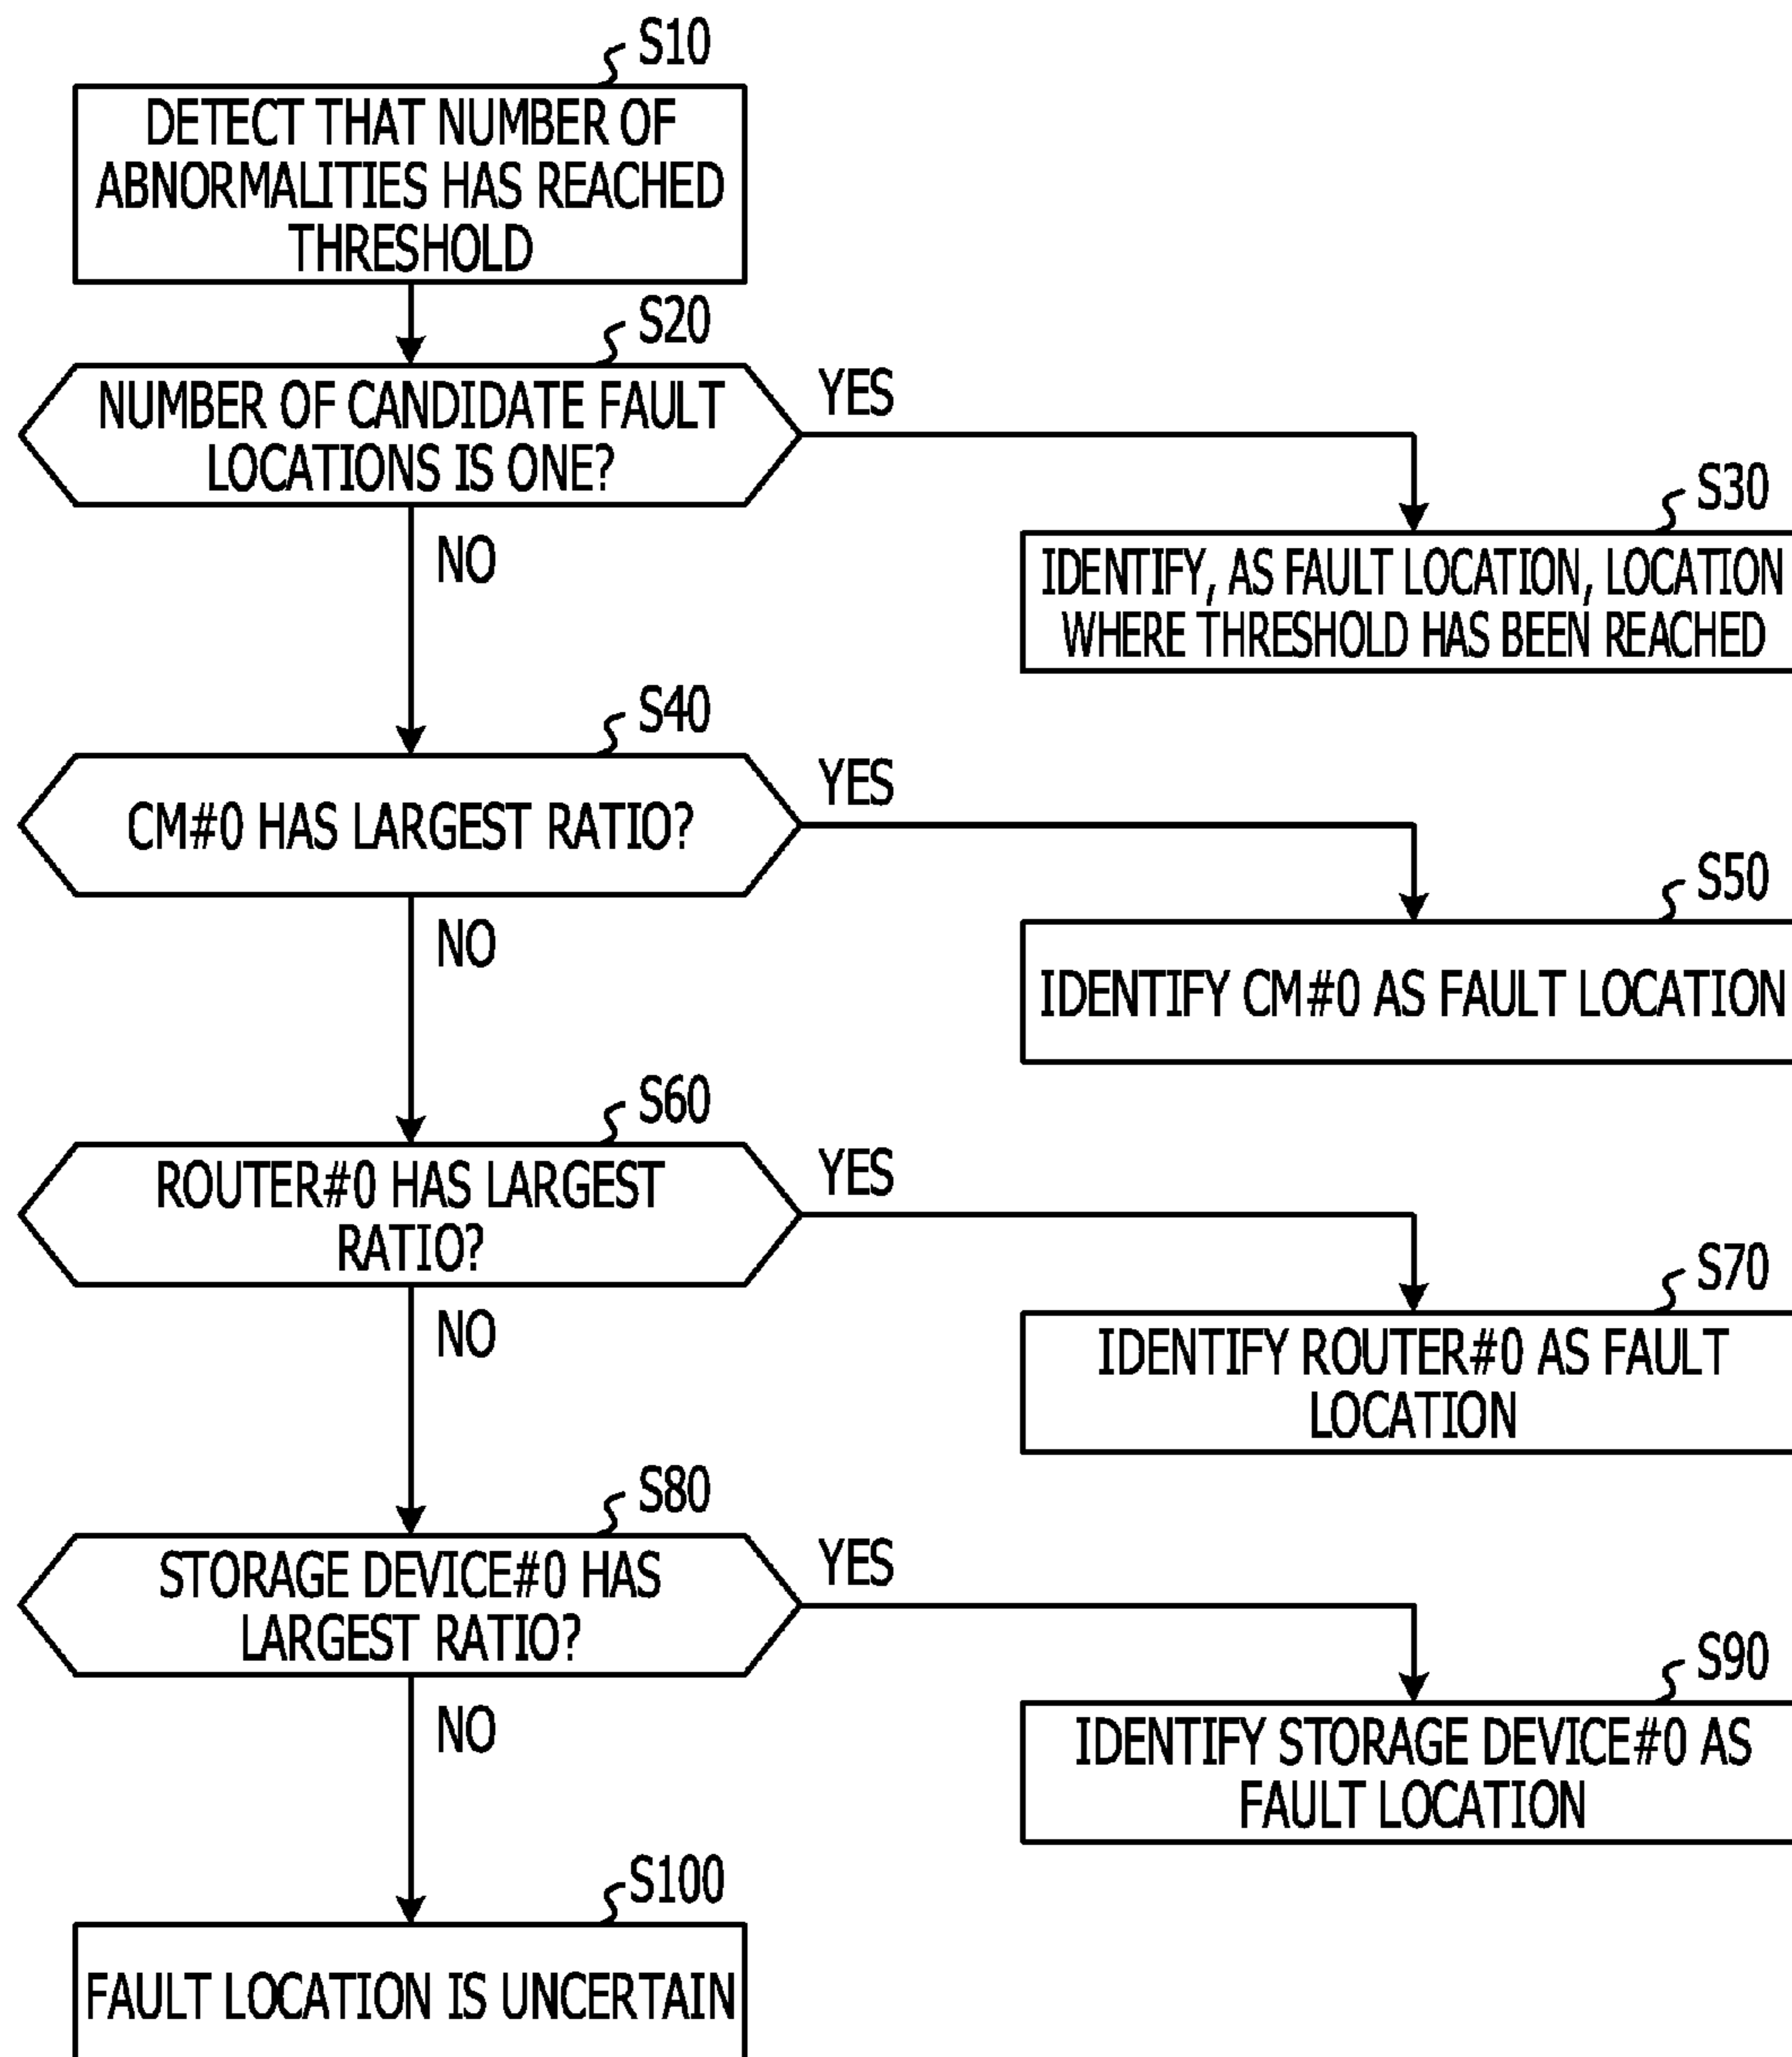 S10
DETECT THAT NUMBER OF
ABNORMALITIES HAS REACHED
THRESHOLD
S20
NUMBER OF CANDIDATE FAULT
LOCATIONS IS ONE?
YES
NO
S30
IDENTIFY, AS FAULT LOCATION, LOCATION
WHERE THRESHOLD HAS BEEN REACHED
S40
CM#0 HAS LARGEST RATIO?
YES
NO
S50
IDENTIFY CM#0 AS FAULT LOCATION
S60
ROUTER#0 HAS LARGEST
RATIO?
YES
NO
S70
IDENTIFY ROUTER#0 AS FAULT
LOCATION
S80
STORAGE DEVICE#0 HAS
LARGEST RATIO?
YES
NO
S90
IDENTIFY STORAGE DEVICE#0 AS
FAULT LOCATION
S100
FAULT LOCATION IS UNCERTAIN